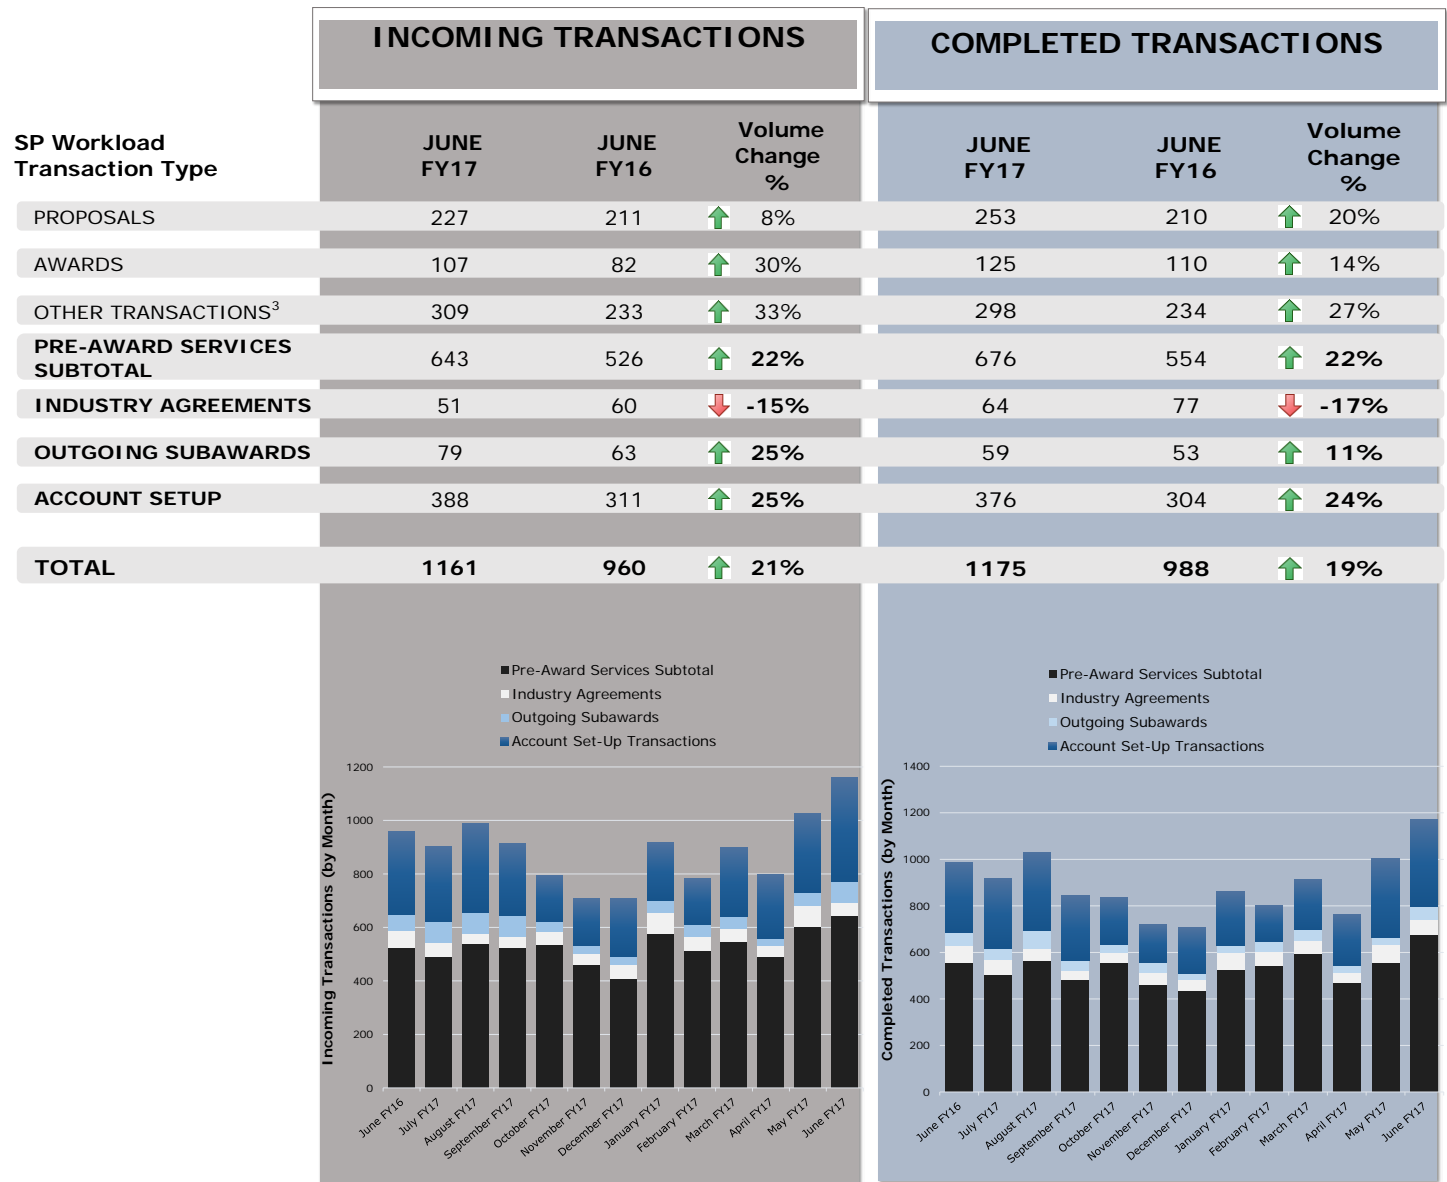 INCOMING TRANSACTIONS
COMPLETED TRANSACTIONS
SP Workload
Transaction Type
JUNE
FY17
JUNE
FY16
Volume
Change
%
JUNE
FY17
JUNE
FY16
Volume
Change
%
PROPOSALS 227 211 8% 253 210 20%
AWARDS 107 82 30% 125 110 14%
OTHER TRANSACTIONS³ 309 233 33% 298 234 27%
PRE-AWARD SERVICES
SUBTOTAL 643 526 22% 676 554 22%
INDUSTRY AGREEMENTS 51 60 -15% 64 77 -17%
OUTGOING SUBAWARDS 79 63 25% 59 53 11%
ACCOUNT SETUP 388 311 25% 376 304 24%
TOTAL 1161 960 21% 1175 988 19%
Pre-Award Services Subtotal
Industry Agreements
Outgoing Subawards
Account Set-Up Transactions
Incoming Transactions (by Month)
1200
1000
800
600
400
200
0
June FY16
July FY17
August FY17
September FY17
October FY17
November FY17
December FY17
January FY17
February FY17
March FY17
April FY17
May FY17
June FY17
Pre-Award Services Subtotal
Industry Agreements
Outgoing Subawards
Account Set-Up Transactions
Completed Transactions (by Month)
1400
1200
1000
800
600
400
200
0
June FY16
July FY17
August FY17
September FY17
October FY17
November FY17
December FY17
January FY17
February FY17
March FY17
April FY17
May FY17
June FY17